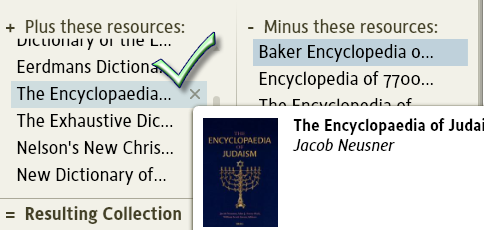 + Plus these resources:
Dictionary of the E...
Eerdmans Dictiona
The Encyclopaedia... ×
The Exhaustive Dic...
Nelson's New Chris...
New Dictionary of...
= Resulting Collection
- Minus these resources:
Baker Encyclopedia o...
Encyclopedia of 7700...
The Encyclopedia of
The Encyclopaedia of Judai
Jacob Neusner
THE
ENCYCLOPAEDIA
OF
JUDAISM